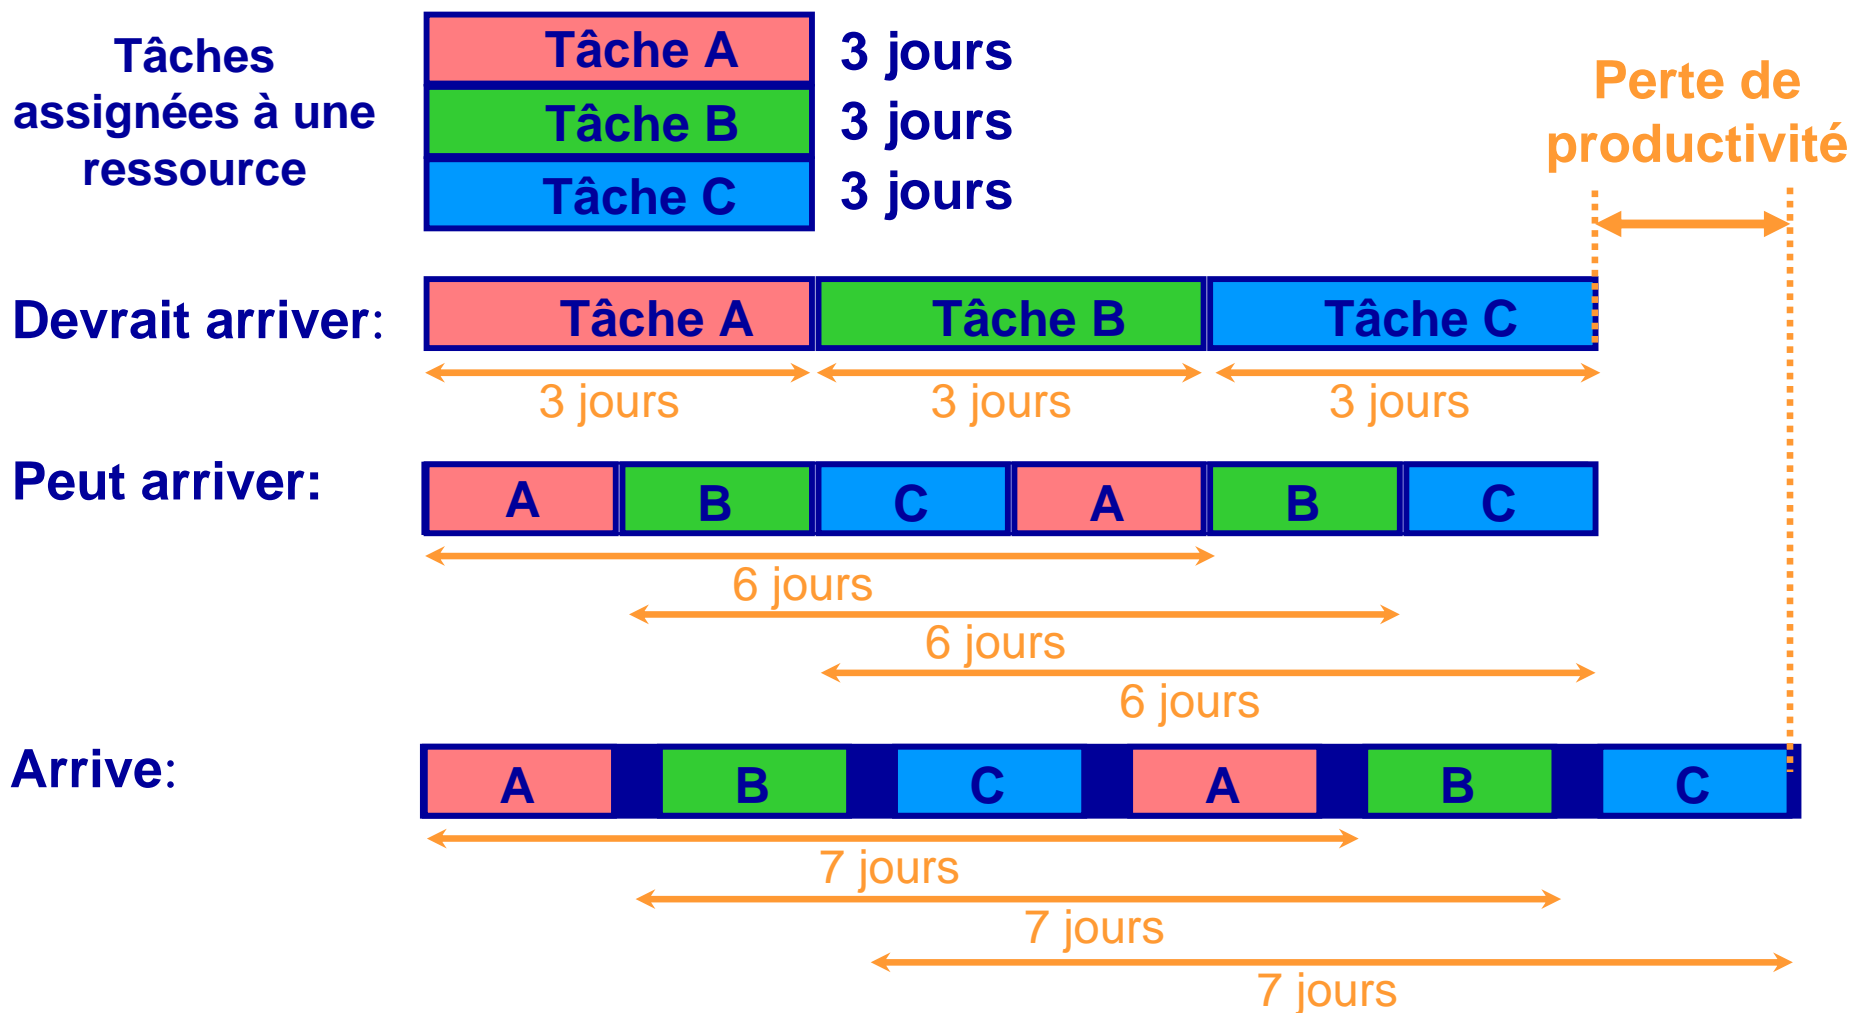 Tâches
assignées à une
ressource
Tâche A
3 jours
Tâche B
3 jours
Tâche C
3 jours
Perte de
productivité
Devrait arriver:
Tâche A
Tâche B
Tâche C
3 jours
3 jours
3 jours
Peut arriver:
A
B
C
A
B
C
6 jours
6 jours
6 jours
Arrive:
A
B
C
A
B
C
7 jours
7 jours
7 jours